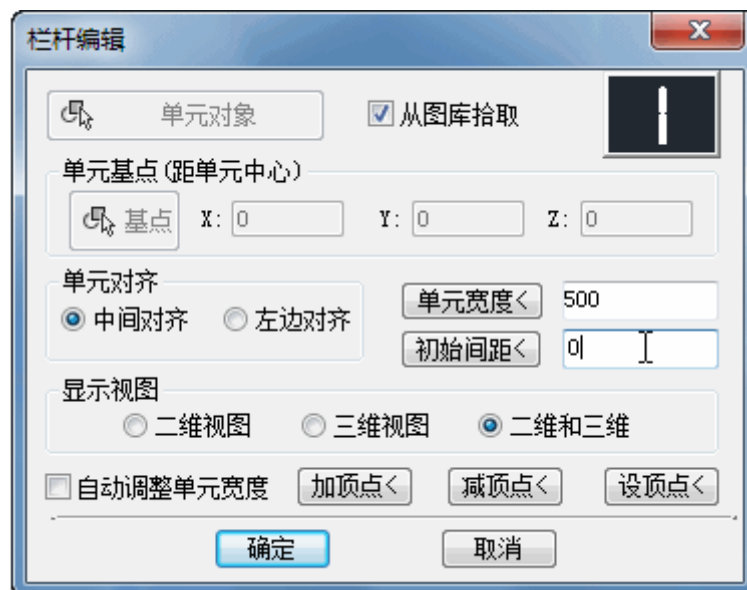 栏杆编辑
单元对象 从图库拾取
单元基点(距单元中心)
基点 X: 0 Y: 0 Z: 0
单元对齐
中间对齐 左边对齐
单元宽度< 500
初始间距< 0
显示视图
二维视图 三维视图 二维和三维
自动调整单元宽度 加顶点< 减顶点< 设顶点<
确定 取消